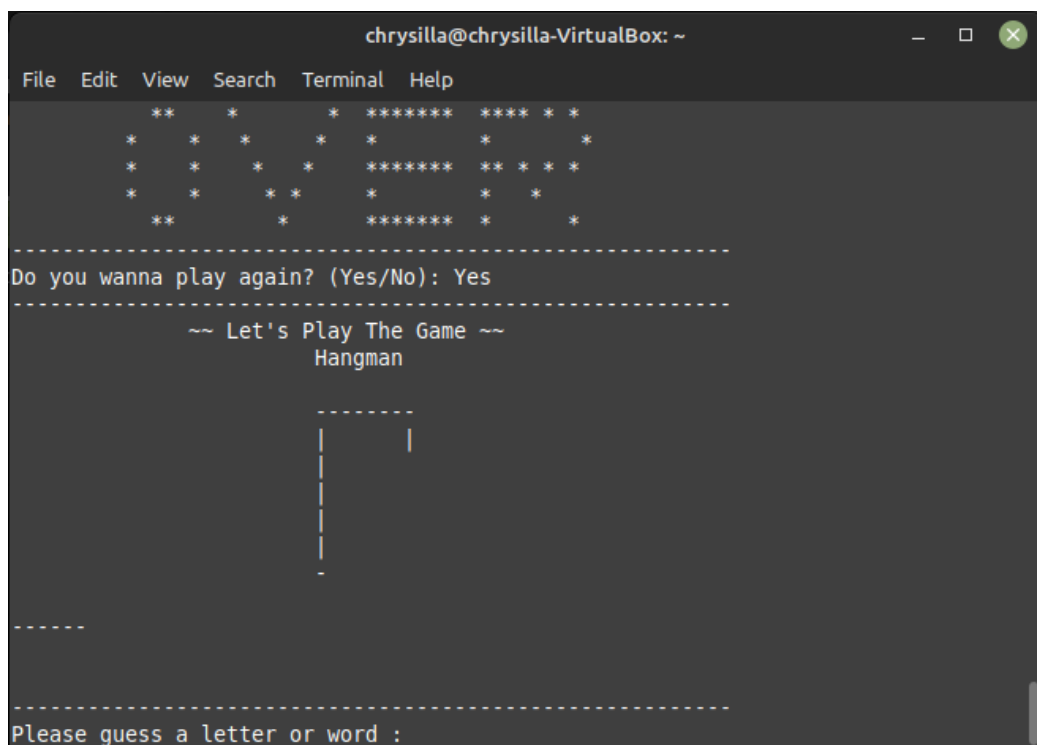 chrysilla@chrysilla-VirtualBox: ~
File Edit View Search Terminal Help
           **    *       *  *******  **** * *
         *    *   *     *   *        *       *
         *    *    *   *    *******  ** * * *
         *    *     * *     *        *   *
           **      *      *******  *      *
---------------------------------------------------------
Do you wanna play again? (Yes/No): Yes
---------------------------------------------------------
              ~~ Let's Play The Game ~~
                        Hangman
                        --------
                        |      |
                        |
                        |
                        |
                        |
                        -
------
---------------------------------------------------------
Please guess a letter or word :